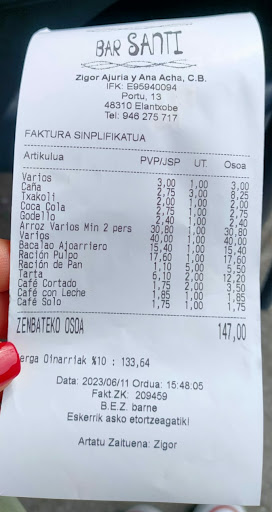 BAR SANTI
Zigor Ajuria y Ana Acha, C.B.
IFK: E95940094
Portu, 13
48310 Elantxobe
Tel: 946 275 717
FAKTURA SINPLIFIKATUA
Artikulua PVP/JSP UT. Osoa
Varios 3,00 1,00 3,00
Caña 2,75 3,00 8,25
Txakoli 2,00 1,00 2,00
Coca Cola 2,75 1,00 2,75
Godello 2,40 1,00 2,40
Arroz Varios Min 2 pers 30,80 1,00 30,80
Varios 40,00 1,00 40,00
Bacalao Ajoarriero 15,40 1,00 15,40
Ración Pulpo 17,60 1,00 17,60
Ración de Pan 1,10 5,00 5,50
Tarta 6,10 2,00 12,20
Café Cortado 1,75 2,00 3,50
Café con Leche 1,85 1,00 1,85
Café Solo 1,75 1,00 1,75
ZENBATEKO OSOA 147,00
erga Oinarriak %10 : 133,64
Data: 2023/06/11 Ordua: 15:48:05
Fakt ZK: 209459
B.E.Z. barne
Eskerrik asko etortzeagatik!
Artatu Zaituena: Zigor